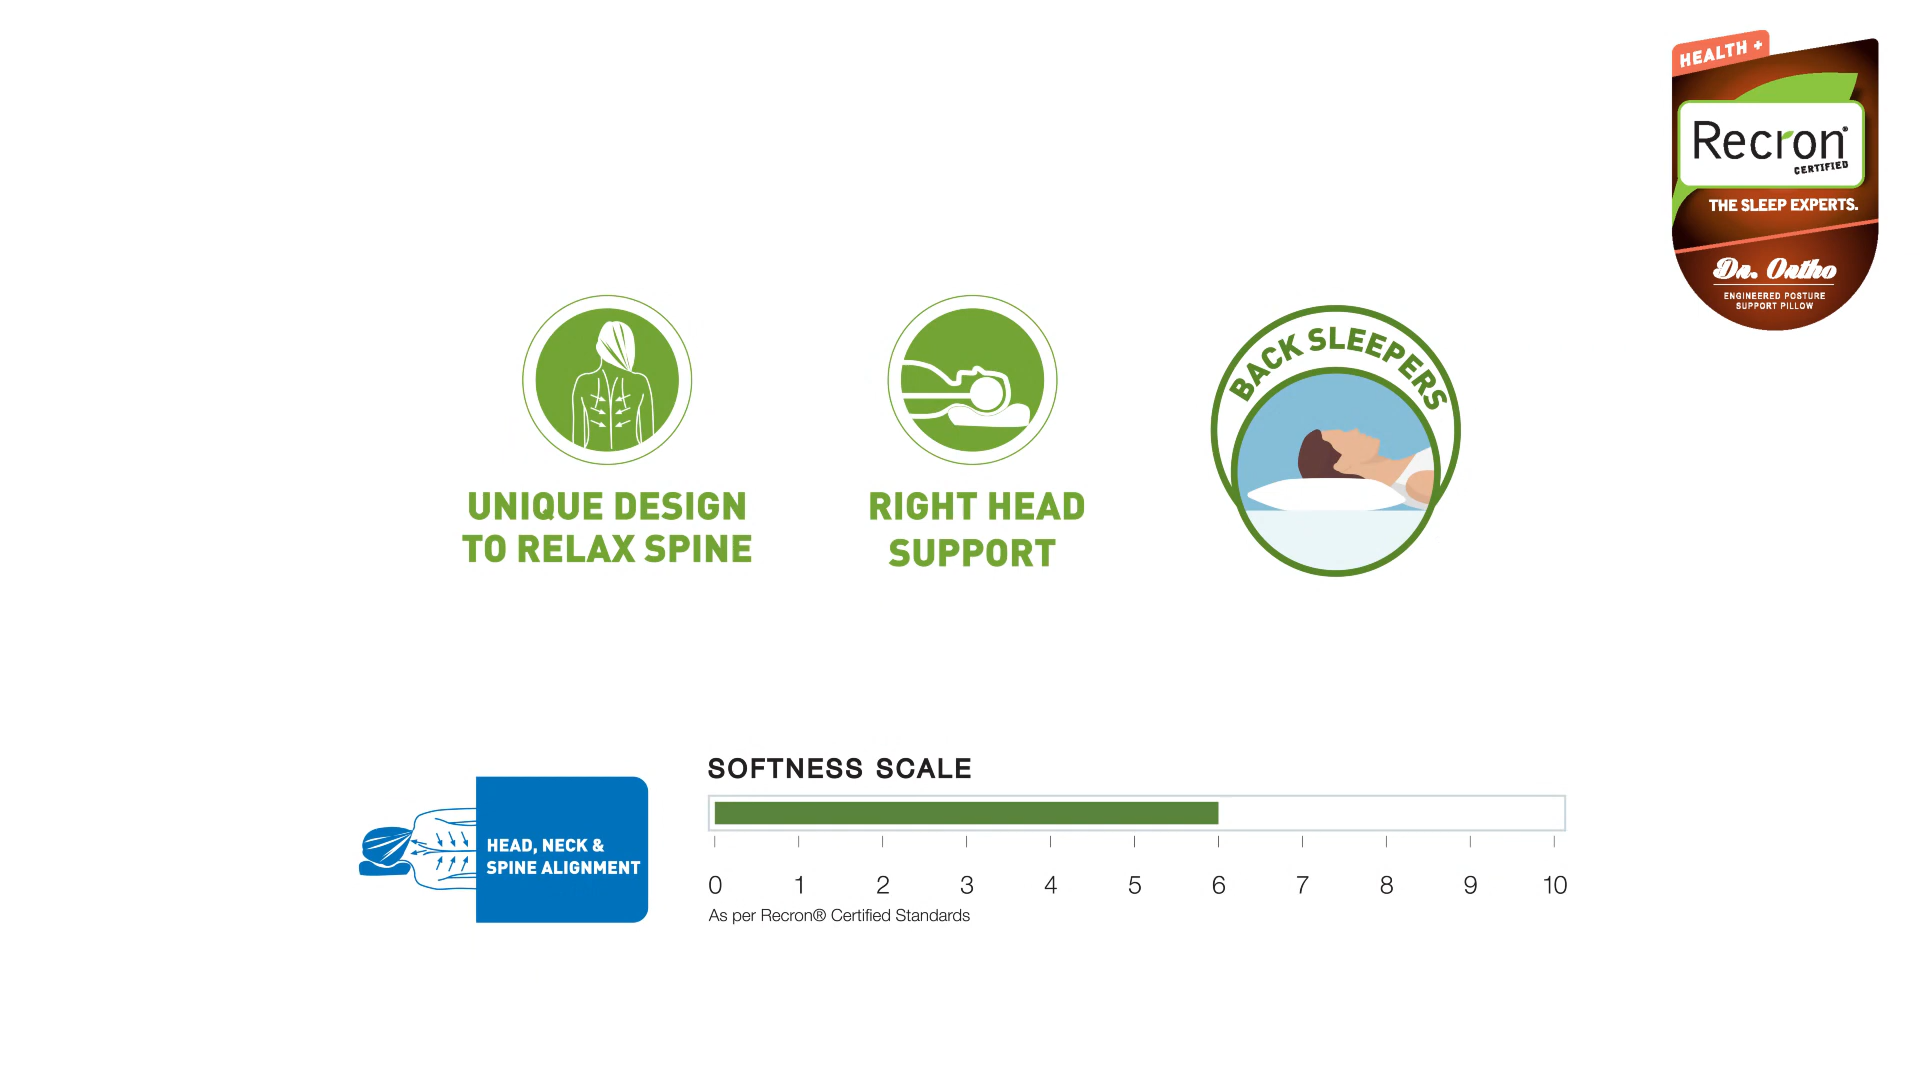 HEALTH +
Recron®
CERTIFIED
THE SLEEP EXPERTS.
Dr. Ortho
ENGINEERED POSTURE
SUPPORT PILLOW
UNIQUE DESIGN
TO RELAX SPINE
RIGHT HEAD
SUPPORT
BACK SLEEPERS
HEAD, NECK &
SPINE ALIGNMENT
SOFTNESS SCALE
0 1 2 3 4 5 6 7 8 9 10
As per Recron® Certified Standards